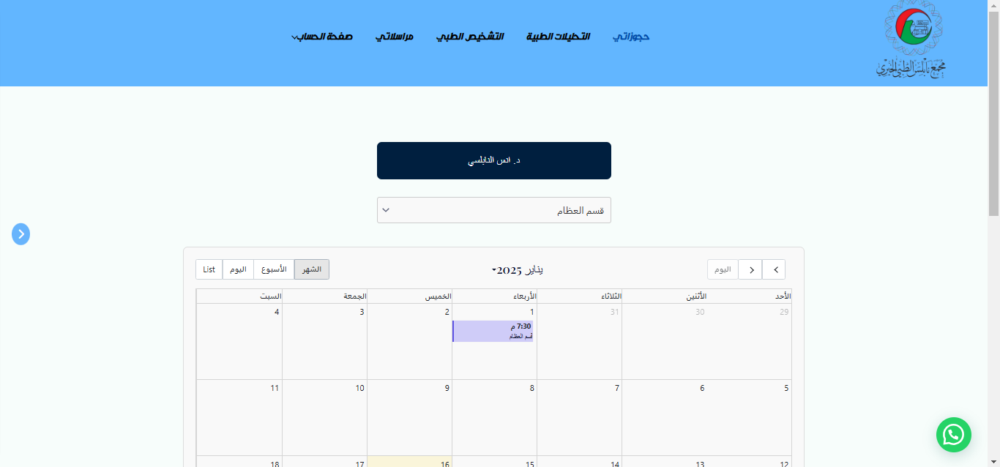 حجوزاتي التحليلات الطبية التشخيص الطبي مراسلاتي صفحة الحساب
مجمع نابلس الطبي الخيري
د. انس النابلسي
قسم العظام
اليوم
يناير 2025
الشهر الأسبوع اليوم List
الأحد الأثنين الثلاثاء الأربعاء الخميس الجمعة السبت
29 30 31 1 2 3 4
7:30 م
قسم العظام
5 6 7 8 9 10 11
12 13 14 15 16 17 18